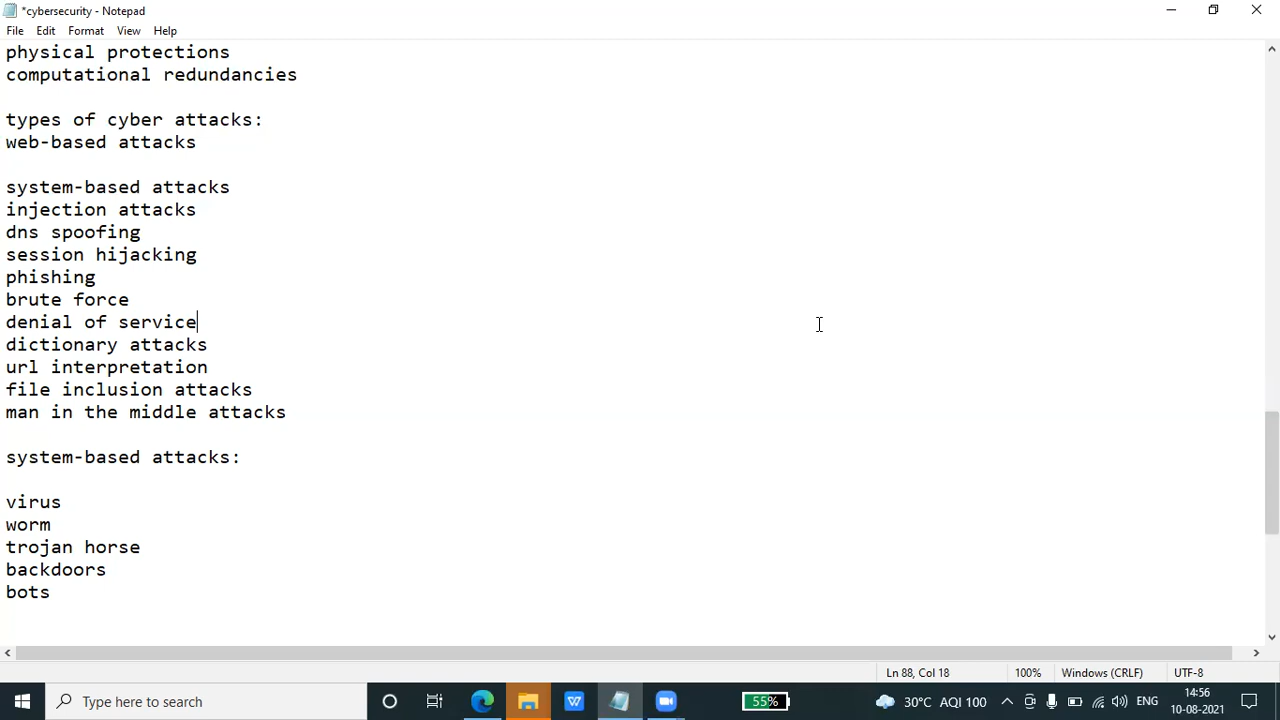 *cybersecurity - Notepad
File Edit Format View Help
physical protections
computational redundancies
types of cyber attacks:
web-based attacks
system-based attacks
injection attacks
dns spoofing
session hijacking
phishing
brute force
denial of service
dictionary attacks
url interpretation
file inclusion attacks
man in the middle attacks
system-based attacks:
virus
worm
trojan horse
backdoors
bots
Ln 88, Col 18 100% Windows (CRLF) UTF-8
Type here to search W 55% 30°C AQI 100 ENG 14:56
10-08-2021